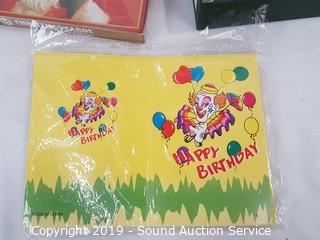 HAPPY
BIRTHDAY
HAPPY
BIRTHDAY
Copyright 2019 - Sound Auction Service